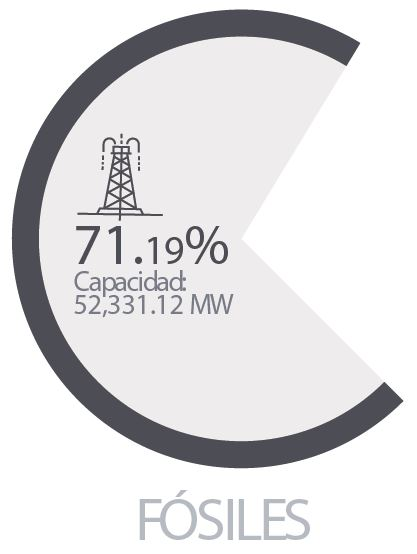 71.19%
Capacidad:
52,331.12 MW
FÓSILES